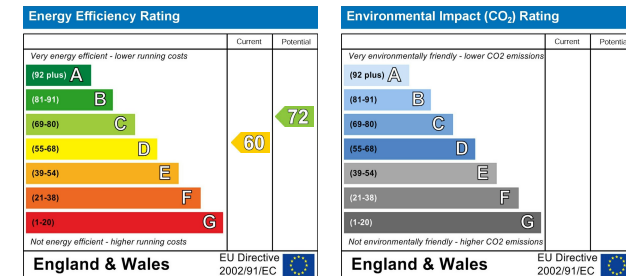 Energy Efficiency Rating
Current Potential
Very energy efficient - lower running costs
(92 plus) A
(81-91) B
(69-80) C
72
(55-68) D
60
(39-54) E
(21-38) F
(1-20) G
Not energy efficient - higher running costs
England & Wales
EU Directive
2002/91/EC
Environmental Impact (CO₂) Rating
Current Potential
Very environmentally friendly - lower CO2 emissions
(92 plus) A
(81-91) B
(69-80) C
(55-68) D
(39-54) E
(21-38) F
(1-20) G
Not environmentally friendly - higher CO2 emissions
England & Wales
EU Directive
2002/91/EC